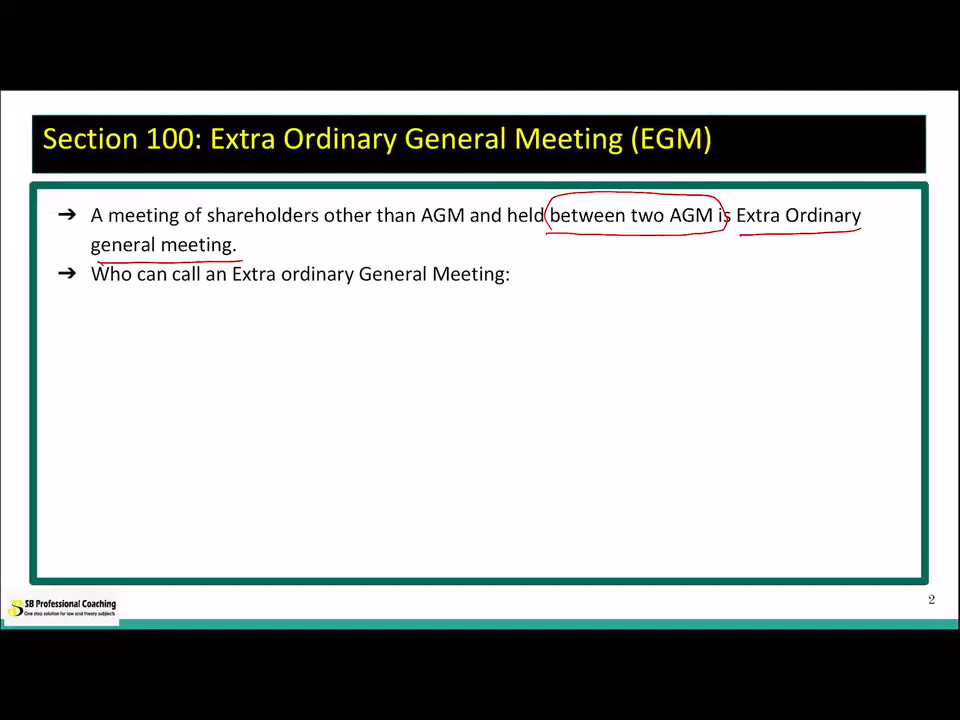 Section 100: Extra Ordinary General Meeting (EGM)
➔ A meeting of shareholders other than AGM and held between two AGM is Extra Ordinary
general meeting.
➔ Who can call an Extra ordinary General Meeting:
2
SB Professional Coaching
One stop solution for law and theory subjects